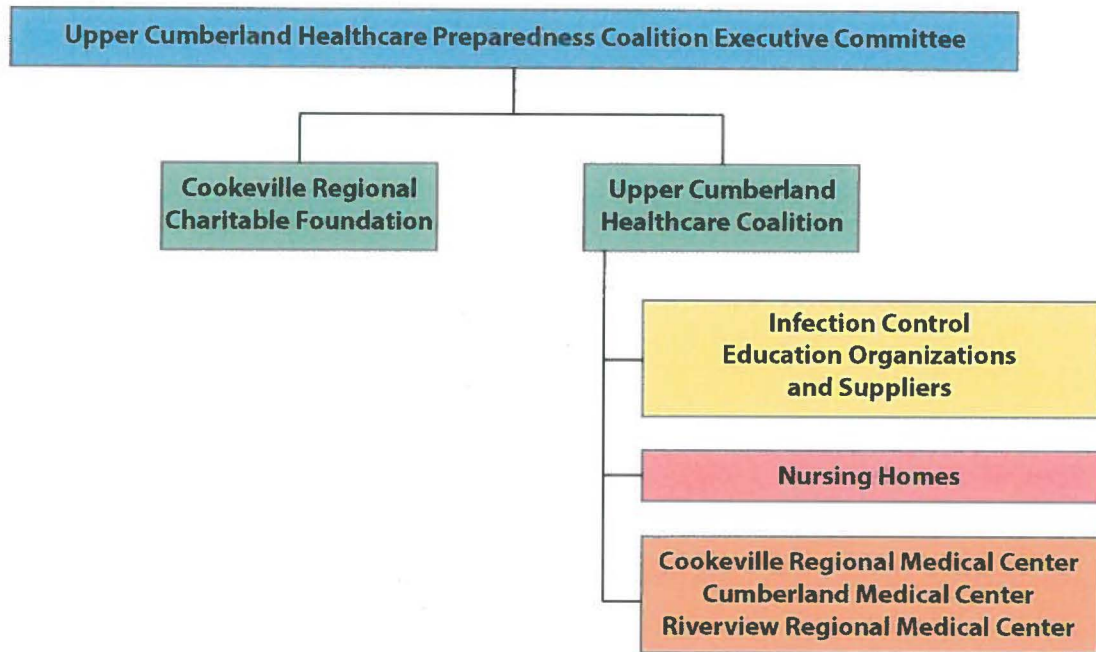 Upper Cumberland Healthcare Preparedness Coalition Executive Committee
Cookeville Regional
Charitable Foundation
Upper Cumberland
Healthcare Coalition
Infection Control
Education Organizations
and Suppliers
Nursing Homes
Cookeville Regional Medical Center
Cumberland Medical Center
Riverview Regional Medical Center